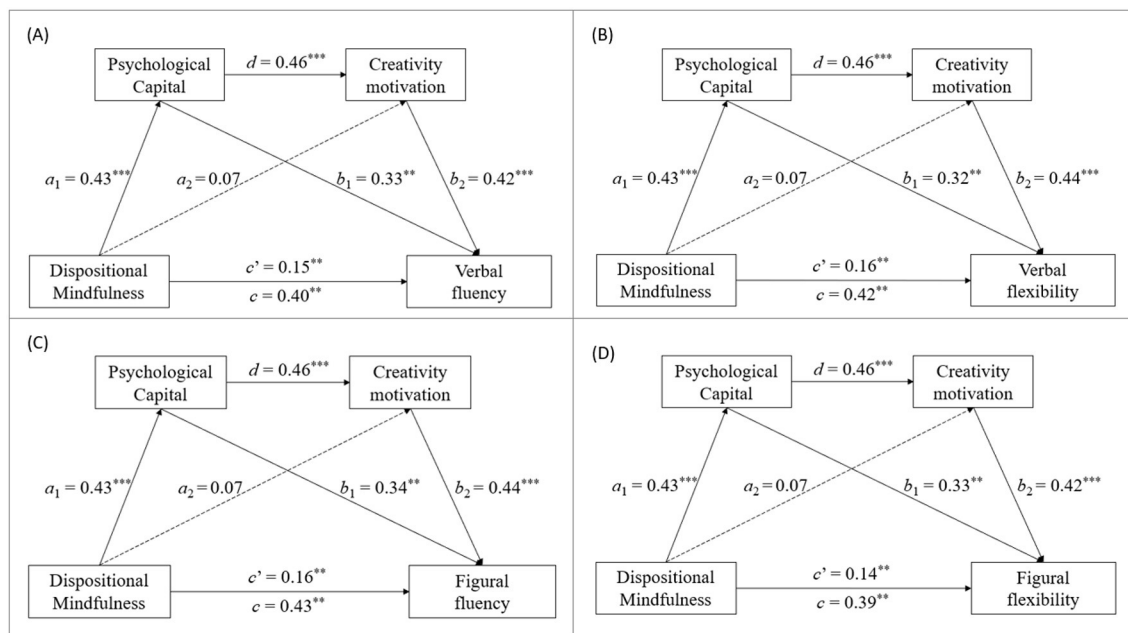 (A)
Psychological
Capital
d = 0.46***
Creativity
motivation
a1 = 0.43***
a2 = 0.07
b1 = 0.33**
b2 = 0.42***
Dispositional
Mindfulness
c’ = 0.15**
c = 0.40**
Verbal
fluency
(B)
Psychological
Capital
d = 0.46***
Creativity
motivation
a1 = 0.43***
a2 = 0.07
b1 = 0.32**
b2 = 0.44***
Dispositional
Mindfulness
c’ = 0.16**
c = 0.42**
Verbal
flexibility
(C)
Psychological
Capital
d = 0.46***
Creativity
motivation
a1 = 0.43***
a2 = 0.07
b1 = 0.34**
b2 = 0.44***
Dispositional
Mindfulness
c’ = 0.16**
c = 0.43**
Figural
fluency
(D)
Psychological
Capital
d = 0.46***
Creativity
motivation
a1 = 0.43***
a2 = 0.07
b1 = 0.33**
b2 = 0.42***
Dispositional
Mindfulness
c’ = 0.14**
c = 0.39**
Figural
flexibility